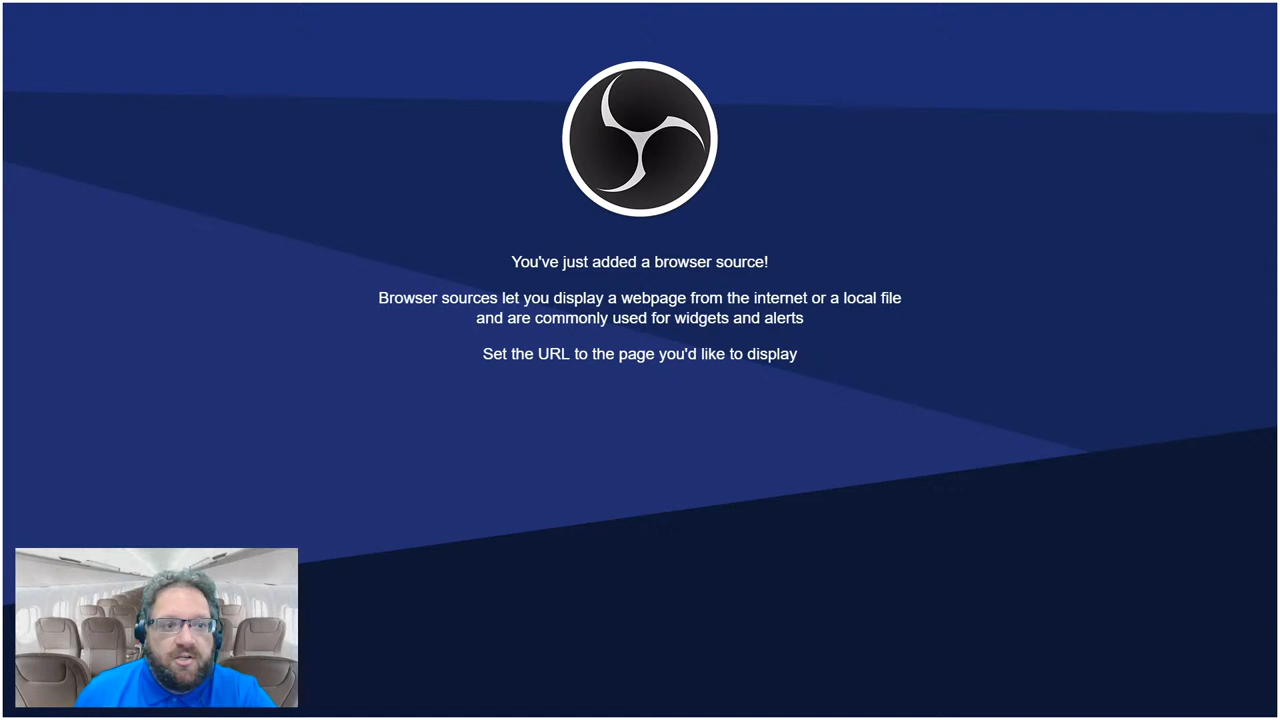 You've just added a browser source!
Browser sources let you display a webpage from the internet or a local file
and are commonly used for widgets and alerts
Set the URL to the page you'd like to display